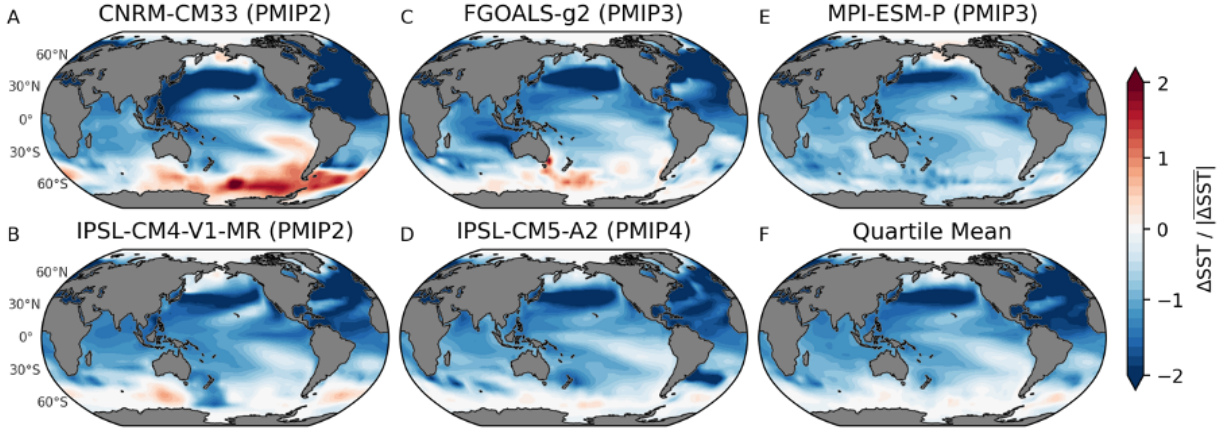 A CNRM-CM33 (PMIP2)
C FGOALS-g2 (PMIP3)
E MPI-ESM-P (PMIP3)
60°N
30°N
0°
30°S
60°S
B IPSL-CM4-V1-MR (PMIP2)
D IPSL-CM5-A2 (PMIP4)
F Quartile Mean
60°N
30°N
0°
30°S
60°S
2
1
0
−1
−2
ΔSST / |ΔSST|